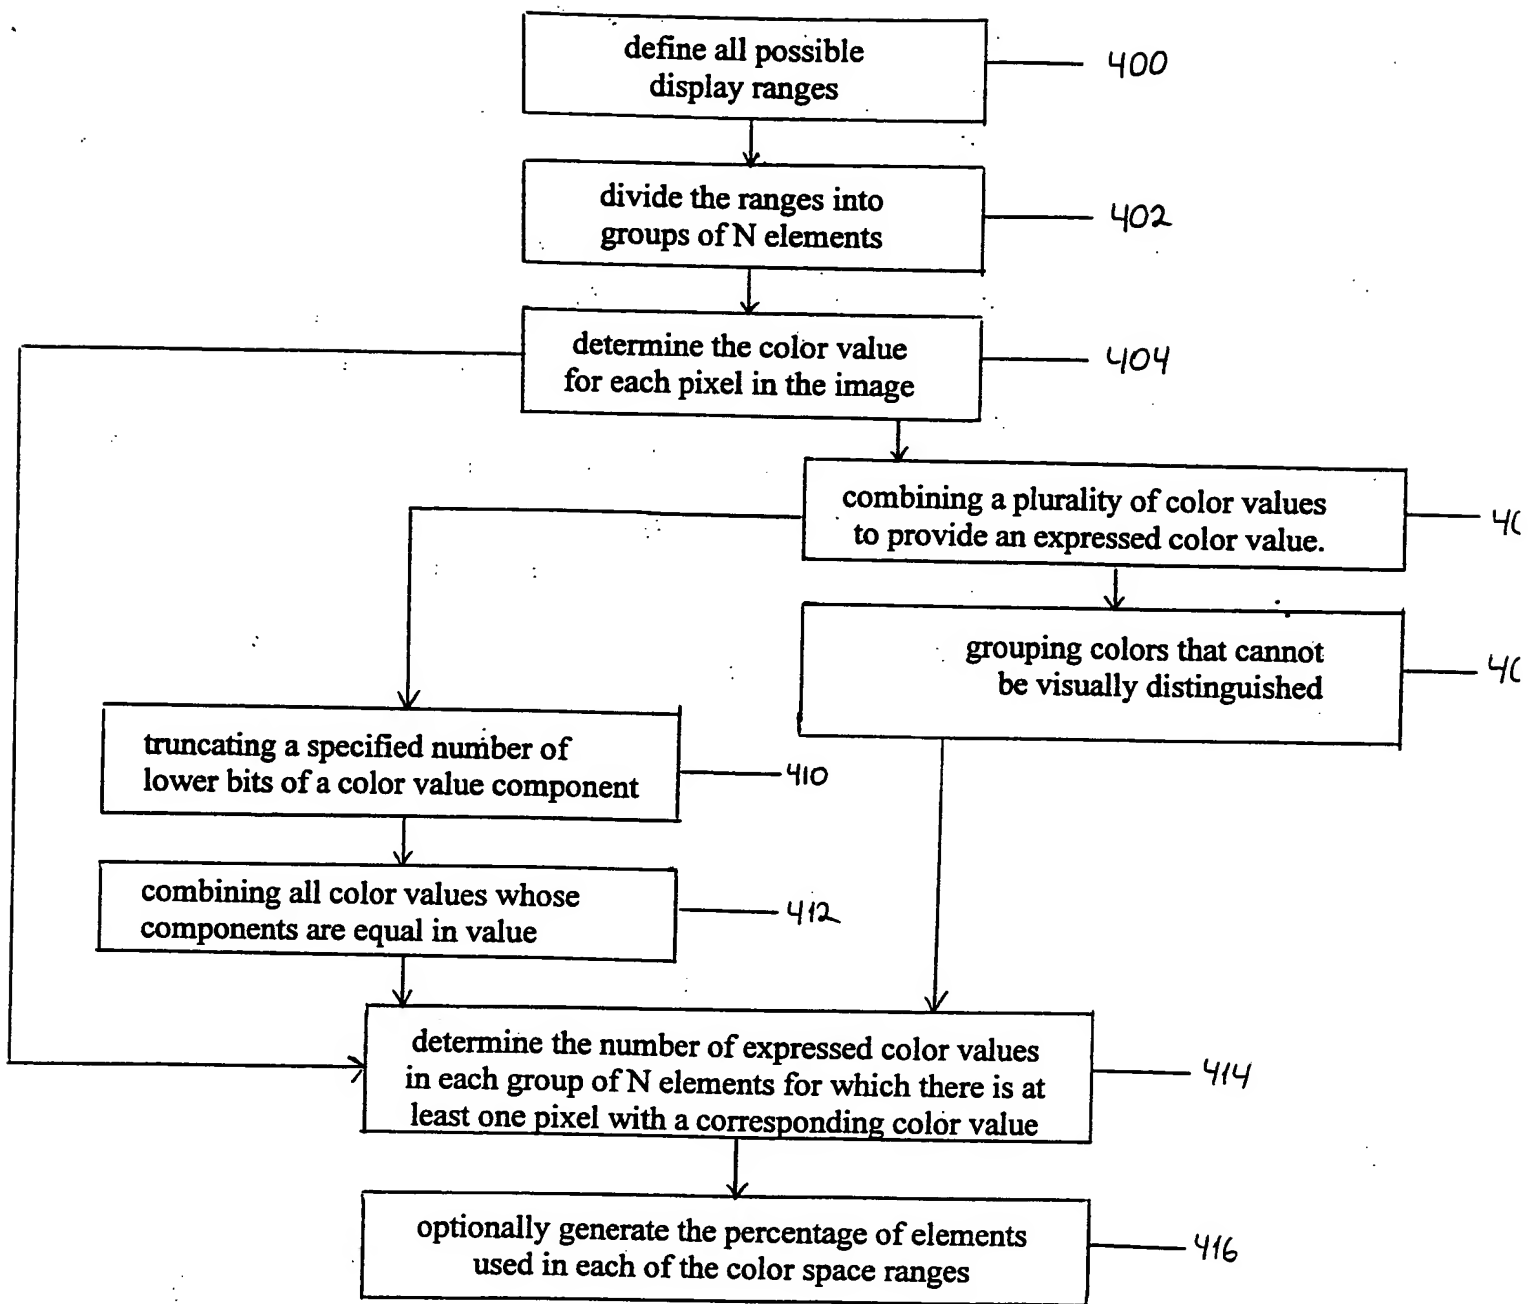 define all possible
display ranges
400
divide the ranges into
groups of N elements
402
determine the color value
for each pixel in the image
404
combining a plurality of color values
to provide an expressed color value.
grouping colors that cannot
be visually distinguished
truncating a specified number of
lower bits of a color value component
410
combining all color values whose
components are equal in value
412
determine the number of expressed color values
in each group of N elements for which there is at
least one pixel with a corresponding color value
414
optionally generate the percentage of elements
used in each of the color space ranges
416